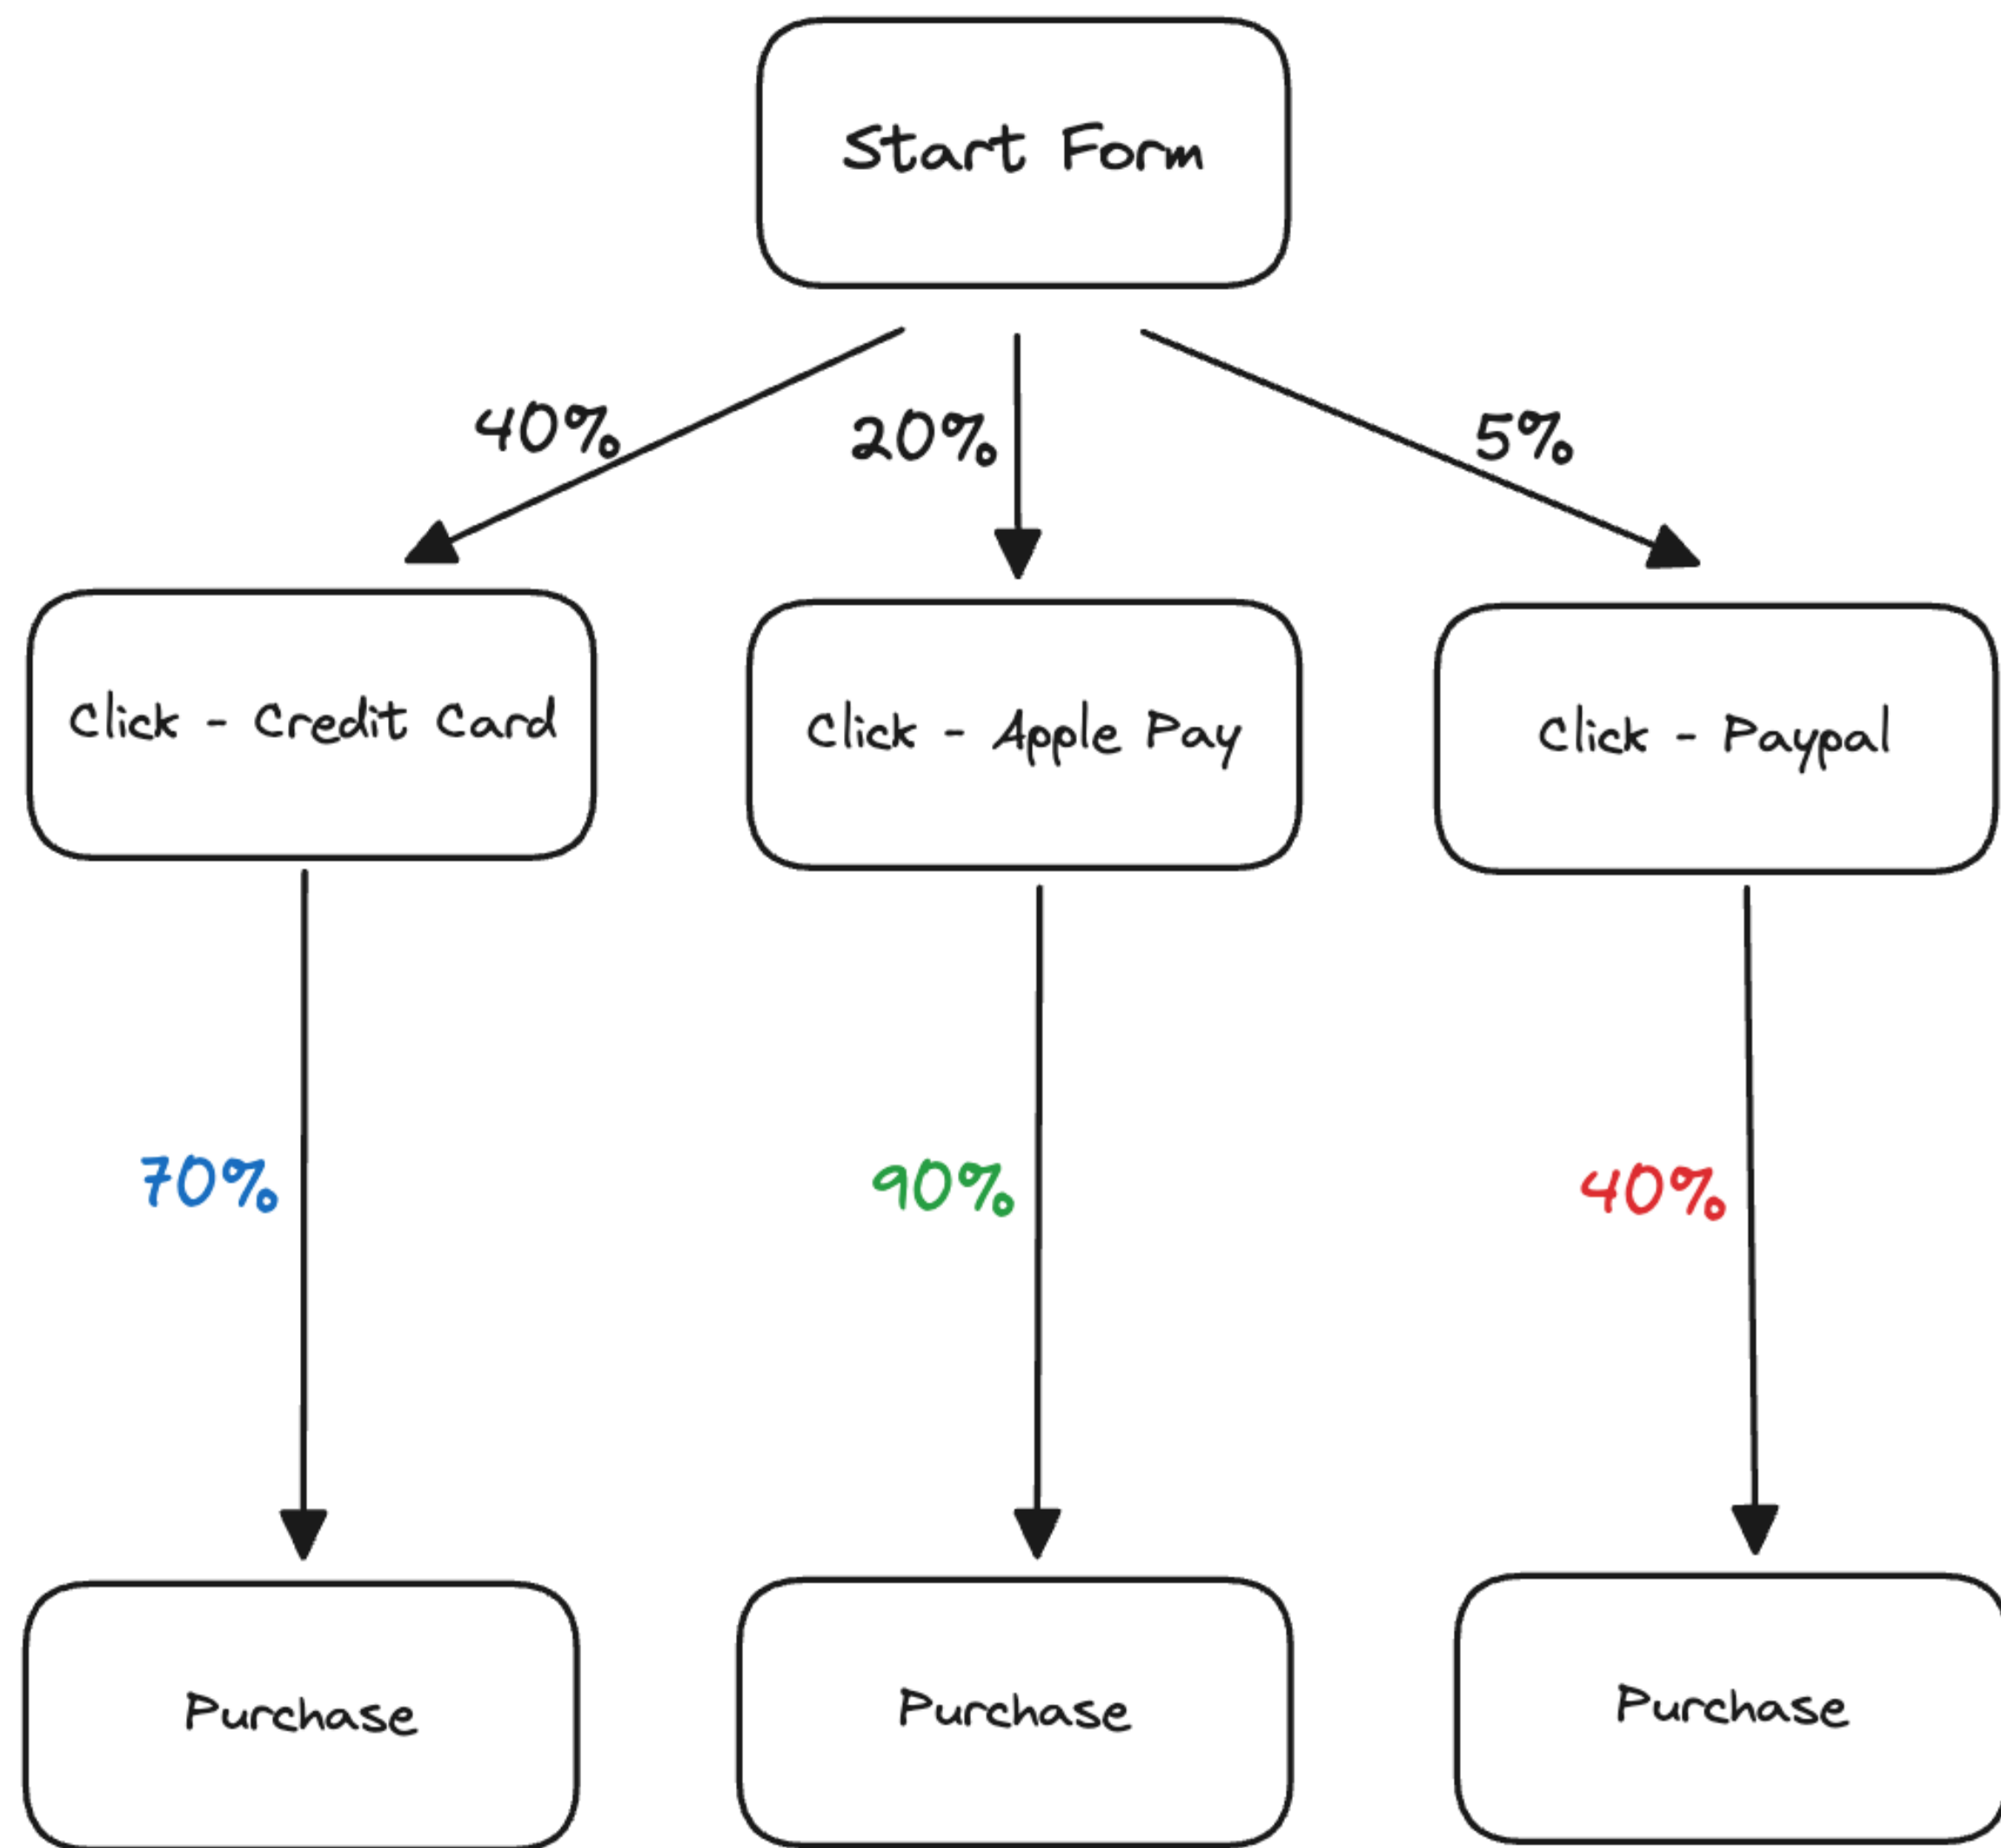 Start Form
40%
20%
5%
Click - Credit Card
Click - Apple Pay
Click - Paypal
70%
90%
40%
Purchase
Purchase
Purchase